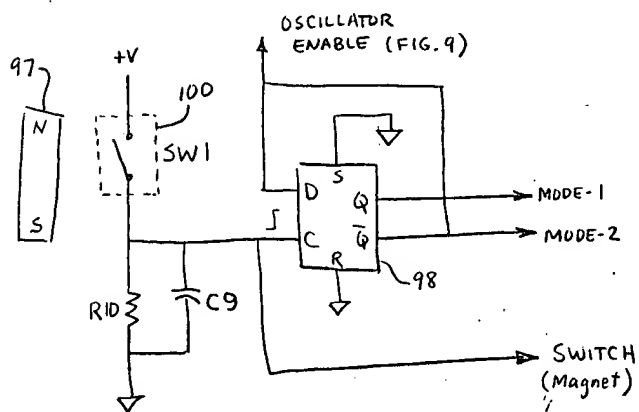 OSCILLATOR
ENABLE (FIG. 9)
97
+V
100
N
S
SW1
S
D
Q
MODE-1
C
Q̅
MODE-2
R
98
R10
C9
SWITCH
(Magnet)